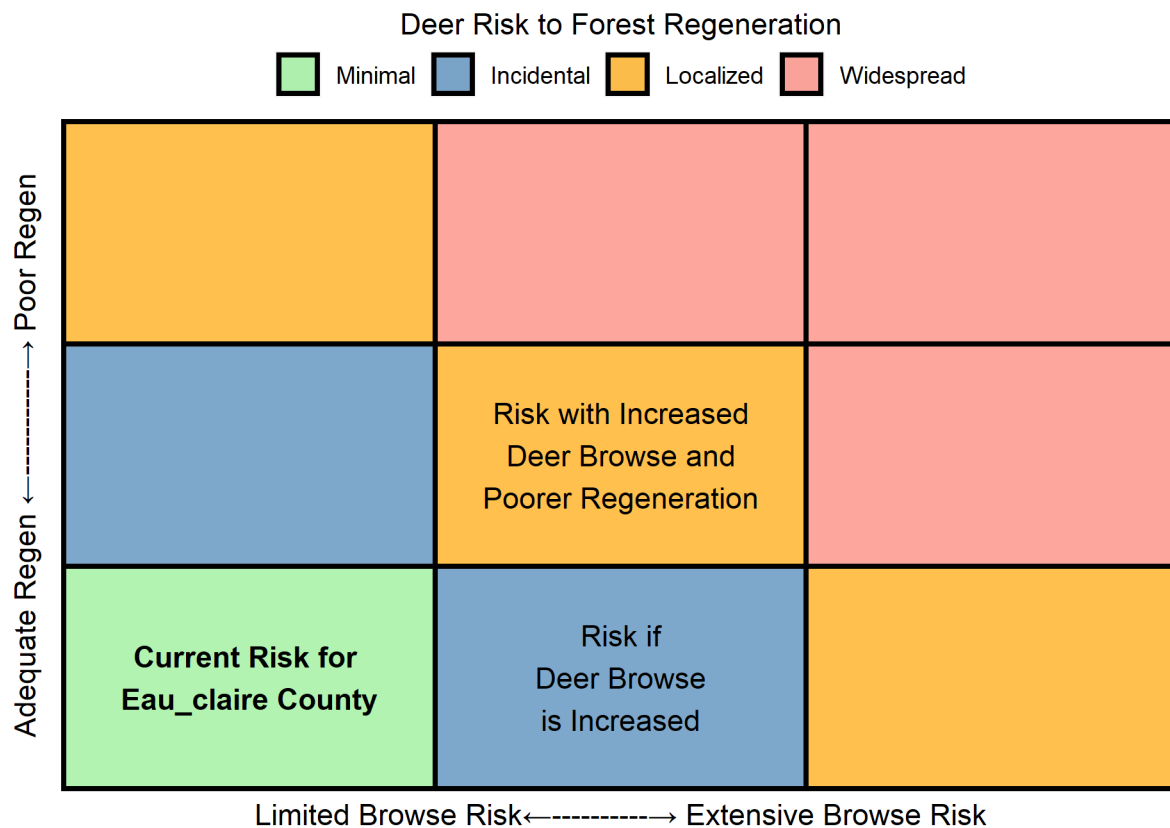 Deer Risk to Forest Regeneration
Minimal
Incidental
Localized
Widespread
Adequate Regen ←-----------→ Poor Regen
Risk with Increased
Deer Browse and
Poorer Regeneration
Current Risk for
Eau_claire County
Risk if
Deer Browse
is Increased
Limited Browse Risk←----------→ Extensive Browse Risk